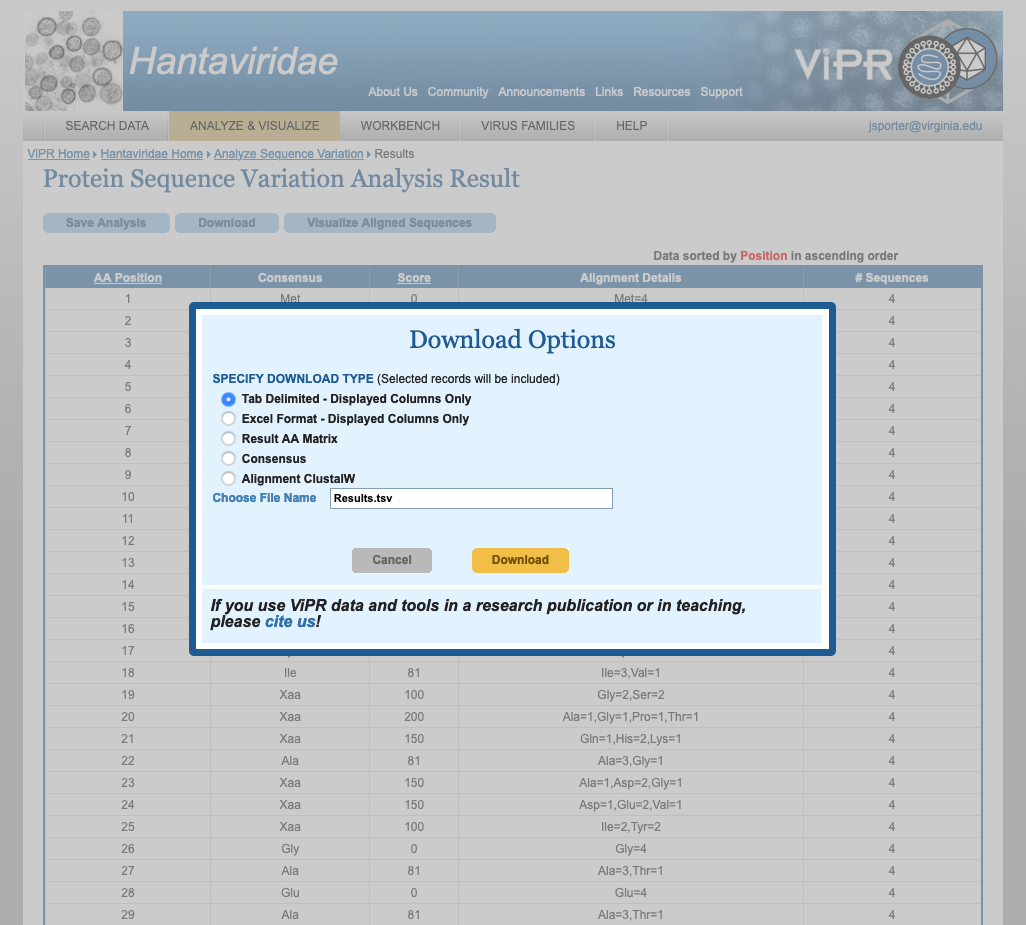 Hantaviridae
ViPR
About Us Community Announcements Links Resources Support
SEARCH DATA ANALYZE & VISUALIZE WORKBENCH VIRUS FAMILIES HELP jsporter@virginia.edu
ViPR Home Hantaviridae Home Analyze Sequence Variation Results
Protein Sequence Variation Analysis Result
Save Analysis Download Visualize Aligned Sequences
Data sorted by Position in ascending order
AA Position Consensus Score Alignment Details # Sequences
1 Met 0 Met=4 4
2 4
3 4
4 4
5 4
6 4
7 4
8 4
9 4
10 4
11 4
12 4
13 4
14 4
15 4
16 4
17 4
Download Options
SPECIFY DOWNLOAD TYPE (Selected records will be included)
Tab Delimited - Displayed Columns Only
Excel Format - Displayed Columns Only
Result AA Matrix
Consensus
Alignment ClustalW
Choose File Name Results.tsv
Cancel Download
If you use ViPR data and tools in a research publication or in teaching,
please cite us!
18 Ile 81 Ile=3,Val=1 4
19 Xaa 100 Gly=2,Ser=2 4
20 Xaa 200 Ala=1,Gly=1,Pro=1,Thr=1 4
21 Xaa 150 Gln=1,His=2,Lys=1 4
22 Ala 81 Ala=3,Gly=1 4
23 Xaa 150 Ala=1,Asp=2,Gly=1 4
24 Xaa 150 Asp=1,Glu=2,Val=1 4
25 Xaa 100 Ile=2,Tyr=2 4
26 Gly 0 Gly=4 4
27 Ala 81 Ala=3,Thr=1 4
28 Glu 0 Glu=4 4
29 Ala 81 Ala=3,Thr=1 4